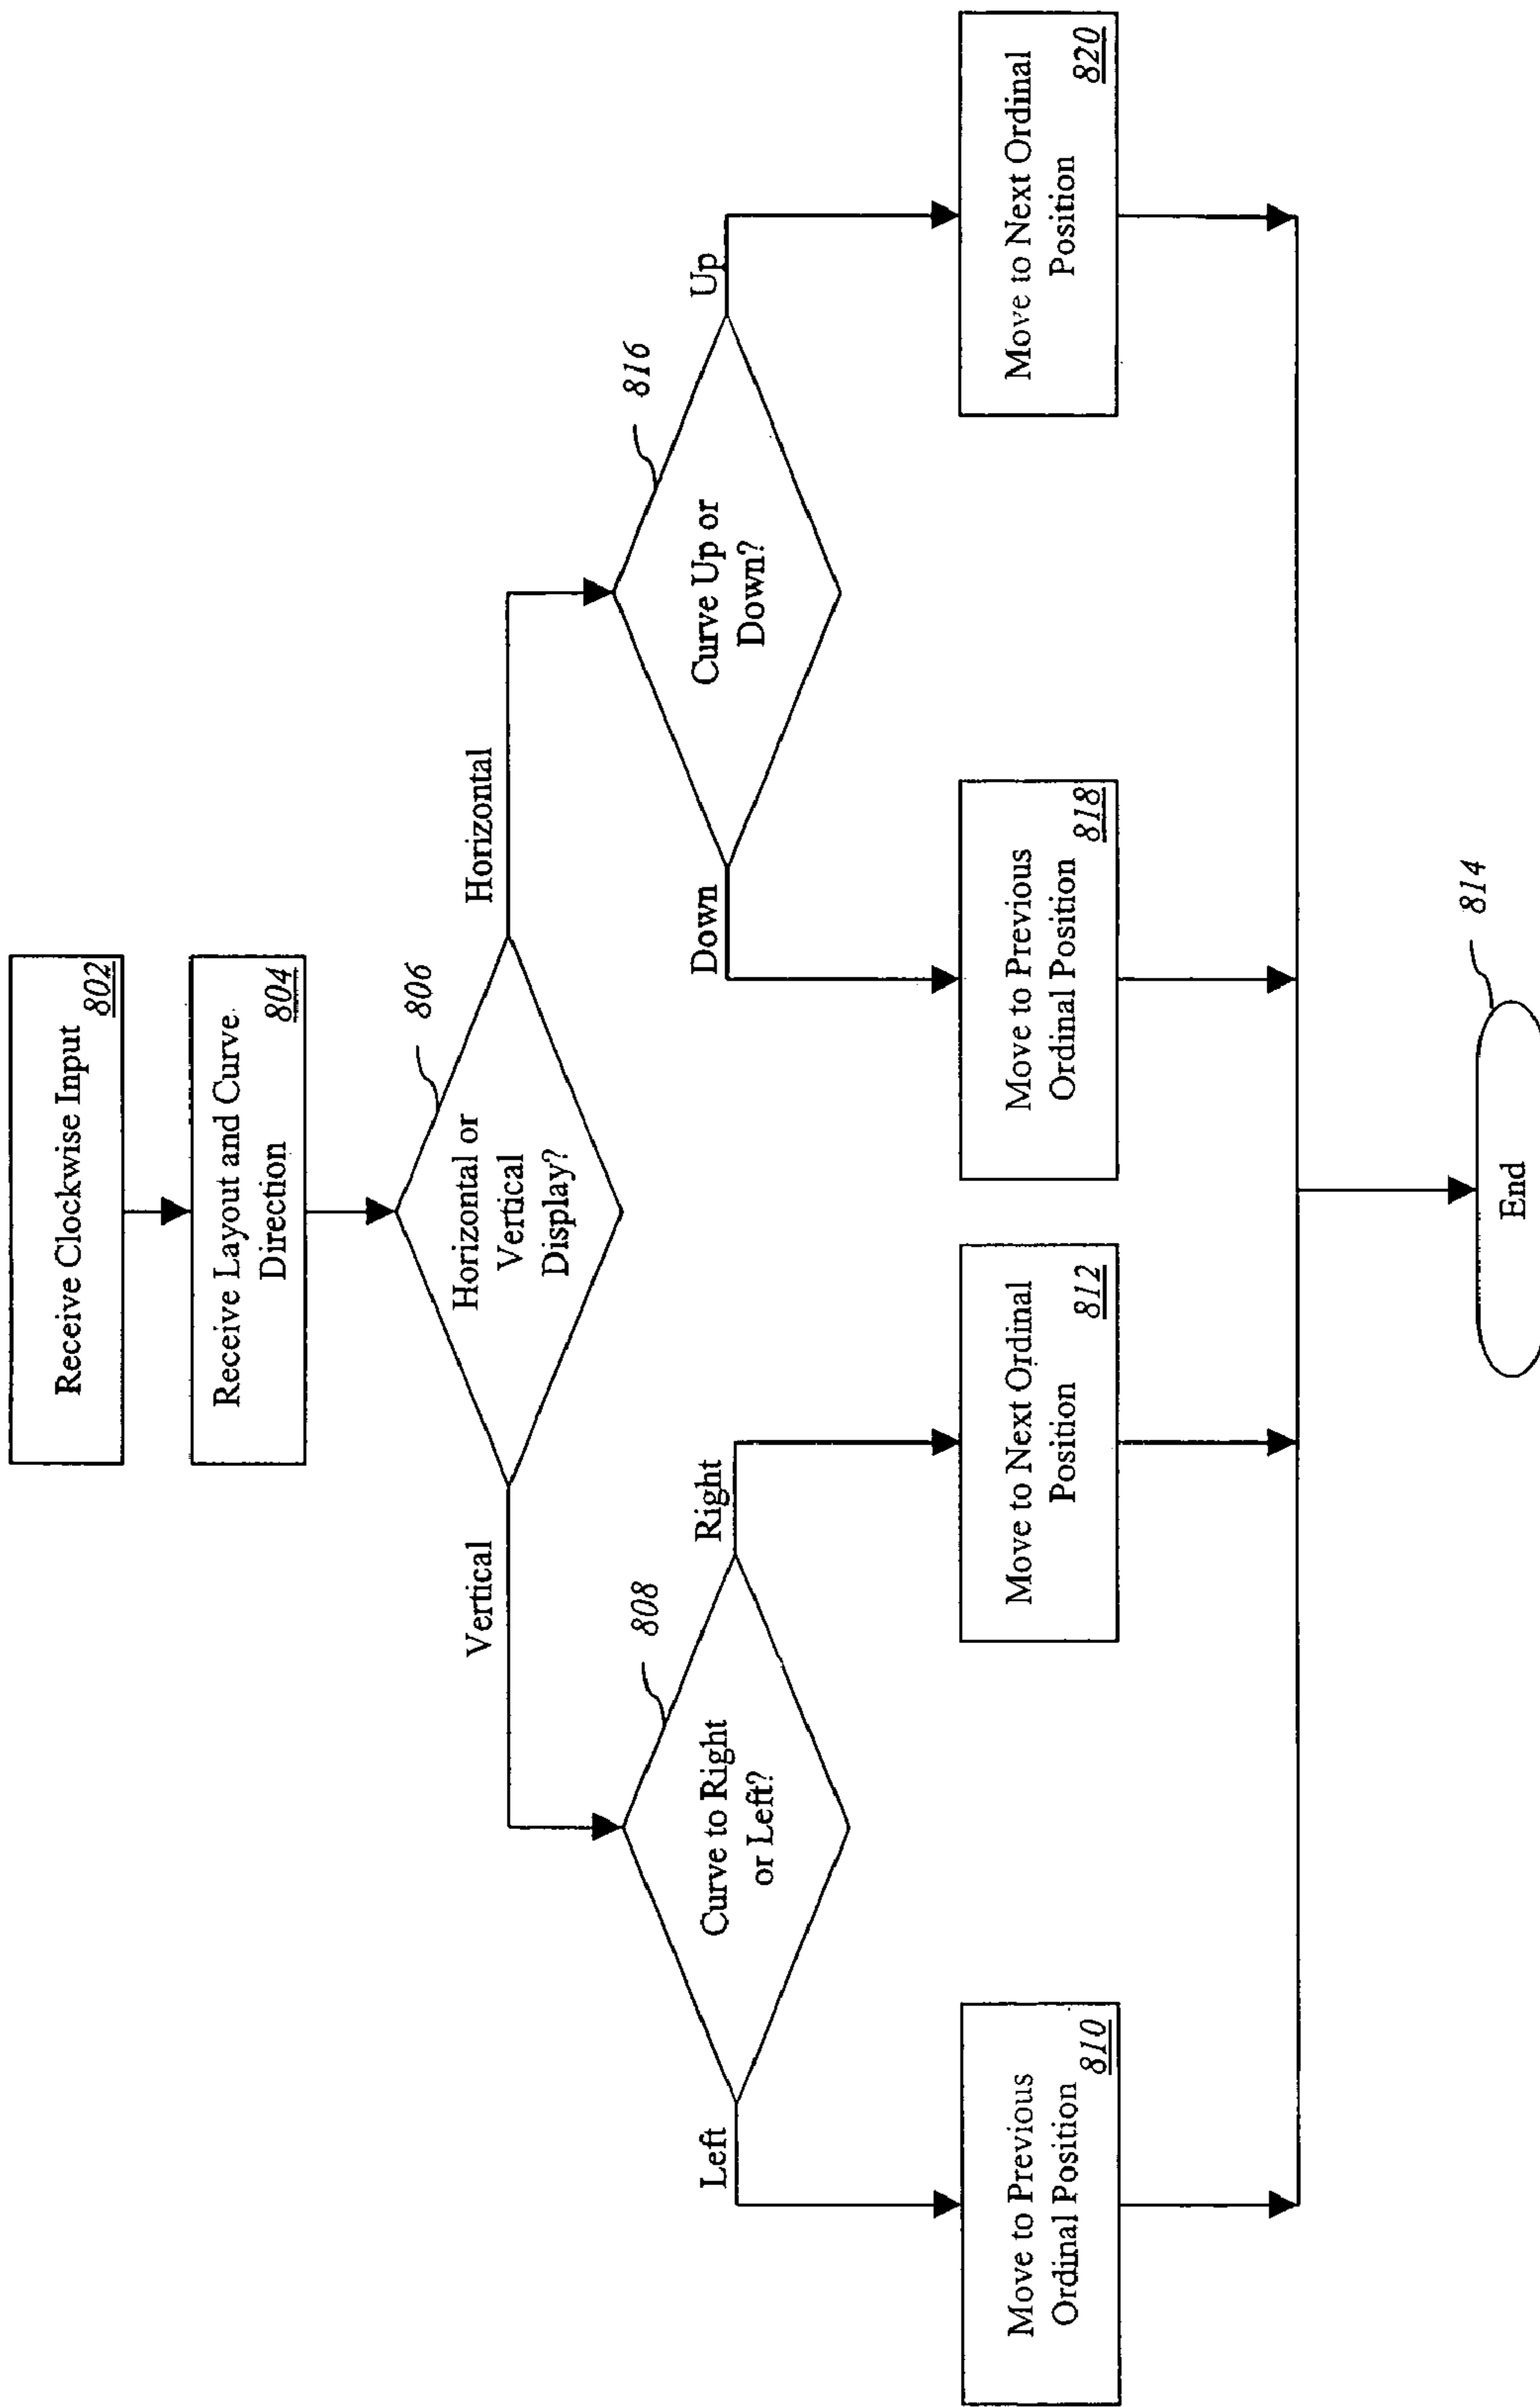 Receive Clockwise Input
802
Receive Layout and Curve
Direction
804
Horizontal or
Vertical
Display?
806
Vertical
Horizontal
Curve to Right
or Left?
808
Curve Up or
Down?
816
Left
Right
Down
Up
Move to Previous
Ordinal Position
810
Move to Next Ordinal
Position
812
Move to Previous
Ordinal Position
818
Move to Next Ordinal
Position
820
End
814